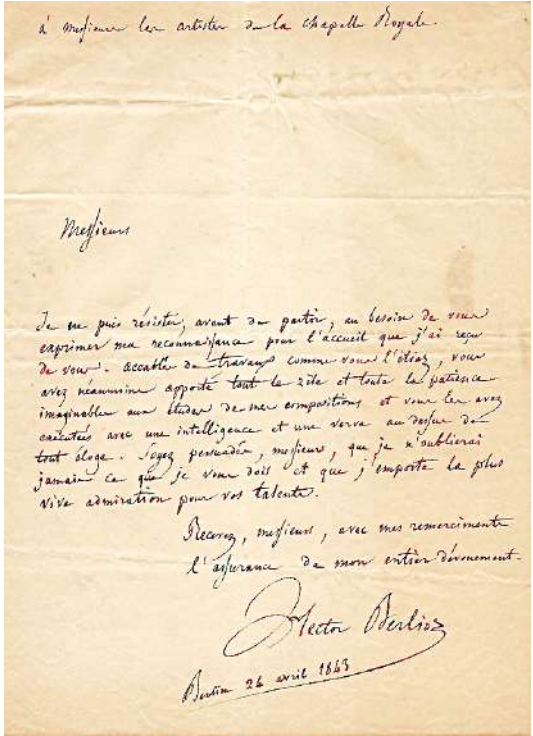 à messieurs les artistes de la chapelle Royale.
Messieurs
Je ne puis résister, avant de partir, au besoin de vous
exprimer ma reconnaissance pour l'accueil que j'ai reçu
de vous. accablés de travaux comme vous l'étiez, vous
avez néanmoins apporté tout le zèle et toute la patience
imaginables aux études de mes compositions et vous les avez
exécutées avec une intelligence et une verve au dessus de
tout éloge. Soyez persuadés, messieurs, que je n'oublierai
jamais ce que je vous dois et que j'emporte la plus
vive admiration pour vos talents.
Recevez, messieurs, avec mes remerciments
l'assurance de mon entier dévouement.
Hector Berlioz
Berlin 24 avril 1843